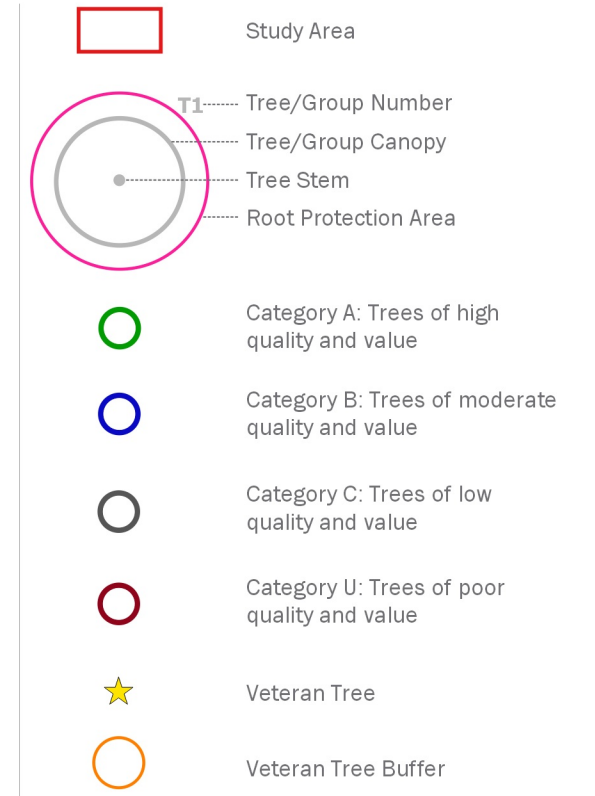 Study Area
T1
Tree/Group Number
Tree/Group Canopy
Tree Stem
Root Protection Area
Category A: Trees of high
quality and value
Category B: Trees of moderate
quality and value
Category C: Trees of low
quality and value
Category U: Trees of poor
quality and value
Veteran Tree
Veteran Tree Buffer